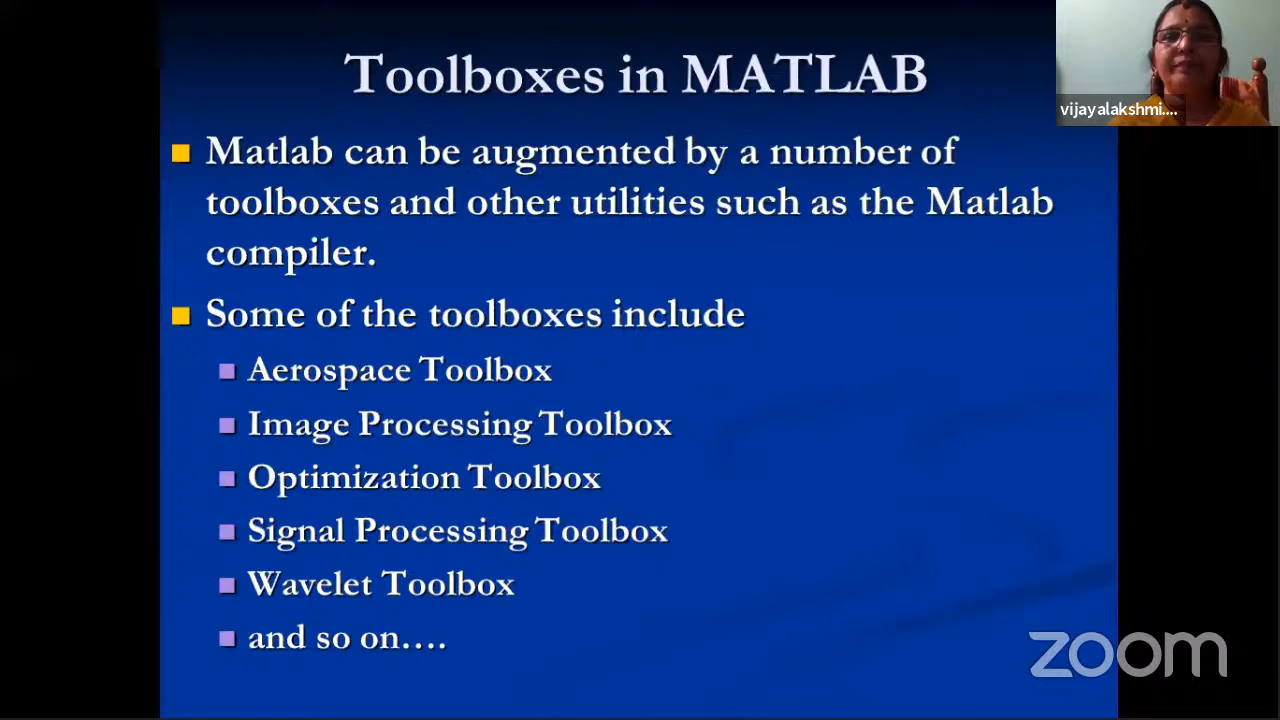 Toolboxes in MATLAB
vijayalakshmi....
Matlab can be augmented by a number of
toolboxes and other utilities such as the Matlab
compiler.
Some of the toolboxes include
Aerospace Toolbox
Image Processing Toolbox
Optimization Toolbox
Signal Processing Toolbox
Wavelet Toolbox
and so on....
zoom